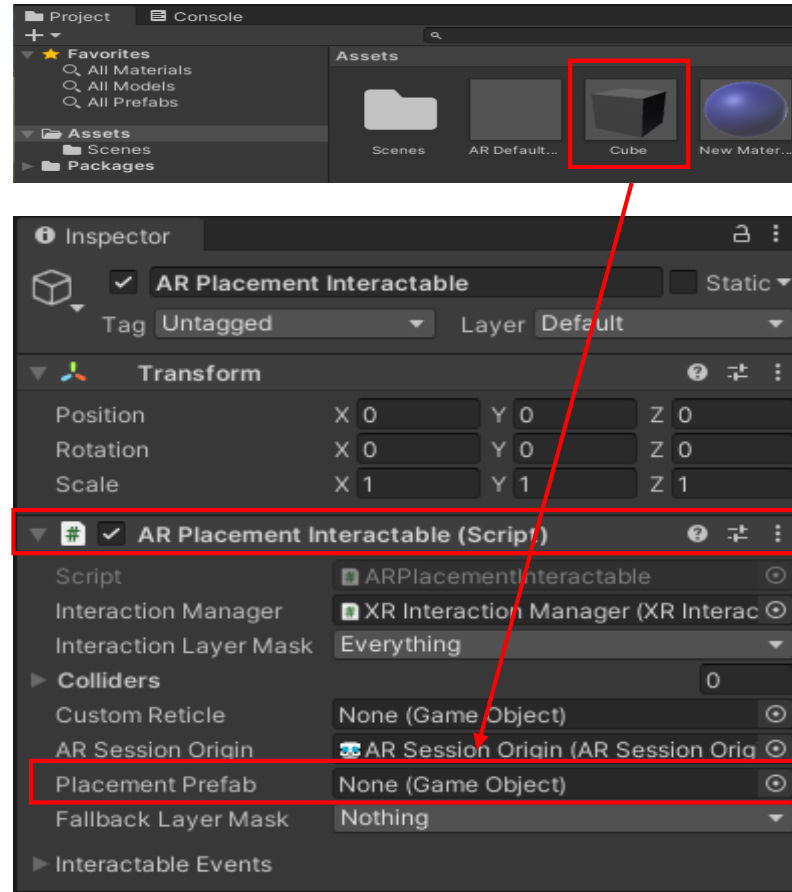 Project Console
Favorites Assets
All Materials
All Models
All Prefabs
Assets
Scenes Scenes AR Default... Cube New Mater...
Packages
Inspector
AR Placement Interactable Static
Tag Untagged Layer Default
Transform
Position X 0 Y 0 Z 0
Rotation X 0 Y 0 Z 0
Scale X 1 Y 1 Z 1
# AR Placement Interactable (Script)
Script # ARPlacementInteractable
Interaction Manager # XR Interaction Manager (XR Interac
Interaction Layer Mask Everything
Colliders 0
Custom Reticle None (Game Object)
AR Session Origin AR Session Origin (AR Session Orig
Placement Prefab None (Game Object)
Fallback Layer Mask Nothing
Interactable Events